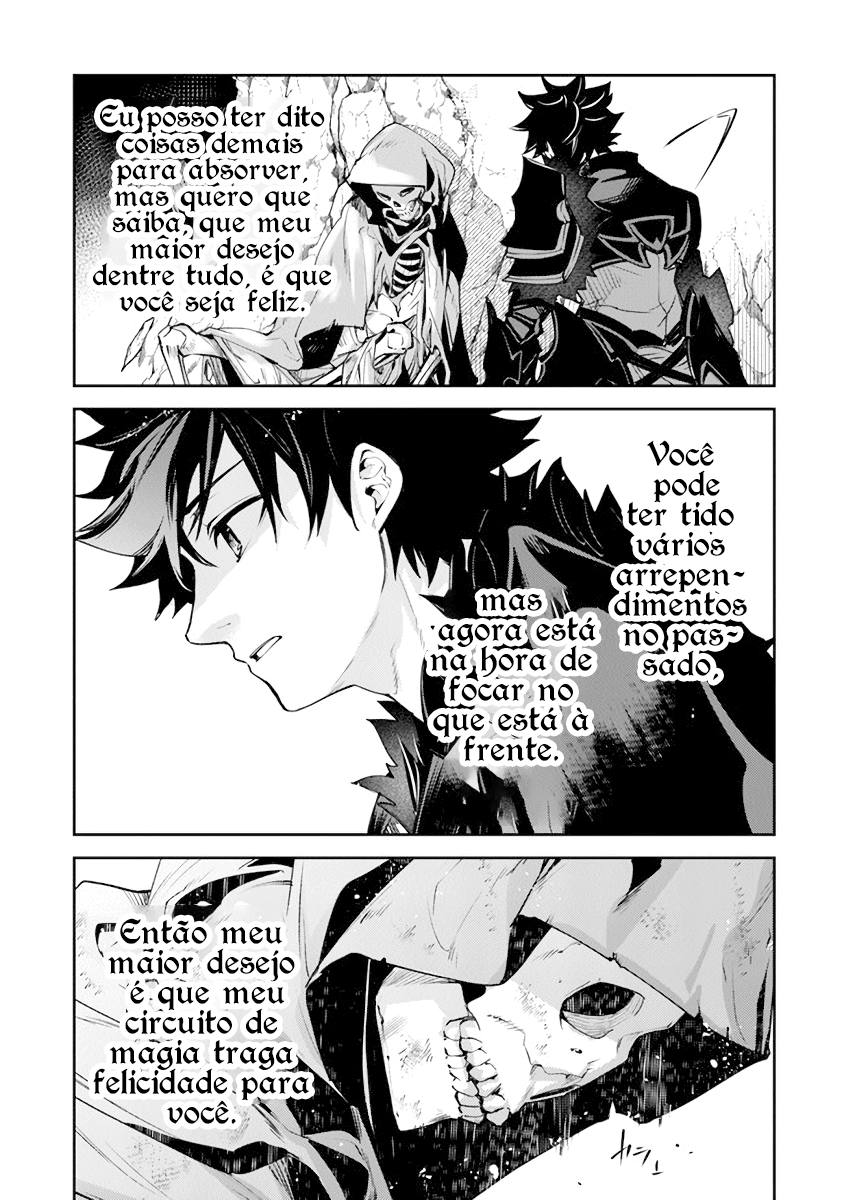 Eu posso ter dito
coisas demais
para absorver,
mas quero que
saiba, que meu
maior desejo
dentre tudo, é que
você seja feliz.
Você
pode
ter tido
vários
arrepen-
dimentos
no pas-
sado,
mas
agora está
na hora de
focar no
que está à
frente.
Então meu
maior desejo
é que meu
circuito de
magia traga
felicidade para
você.